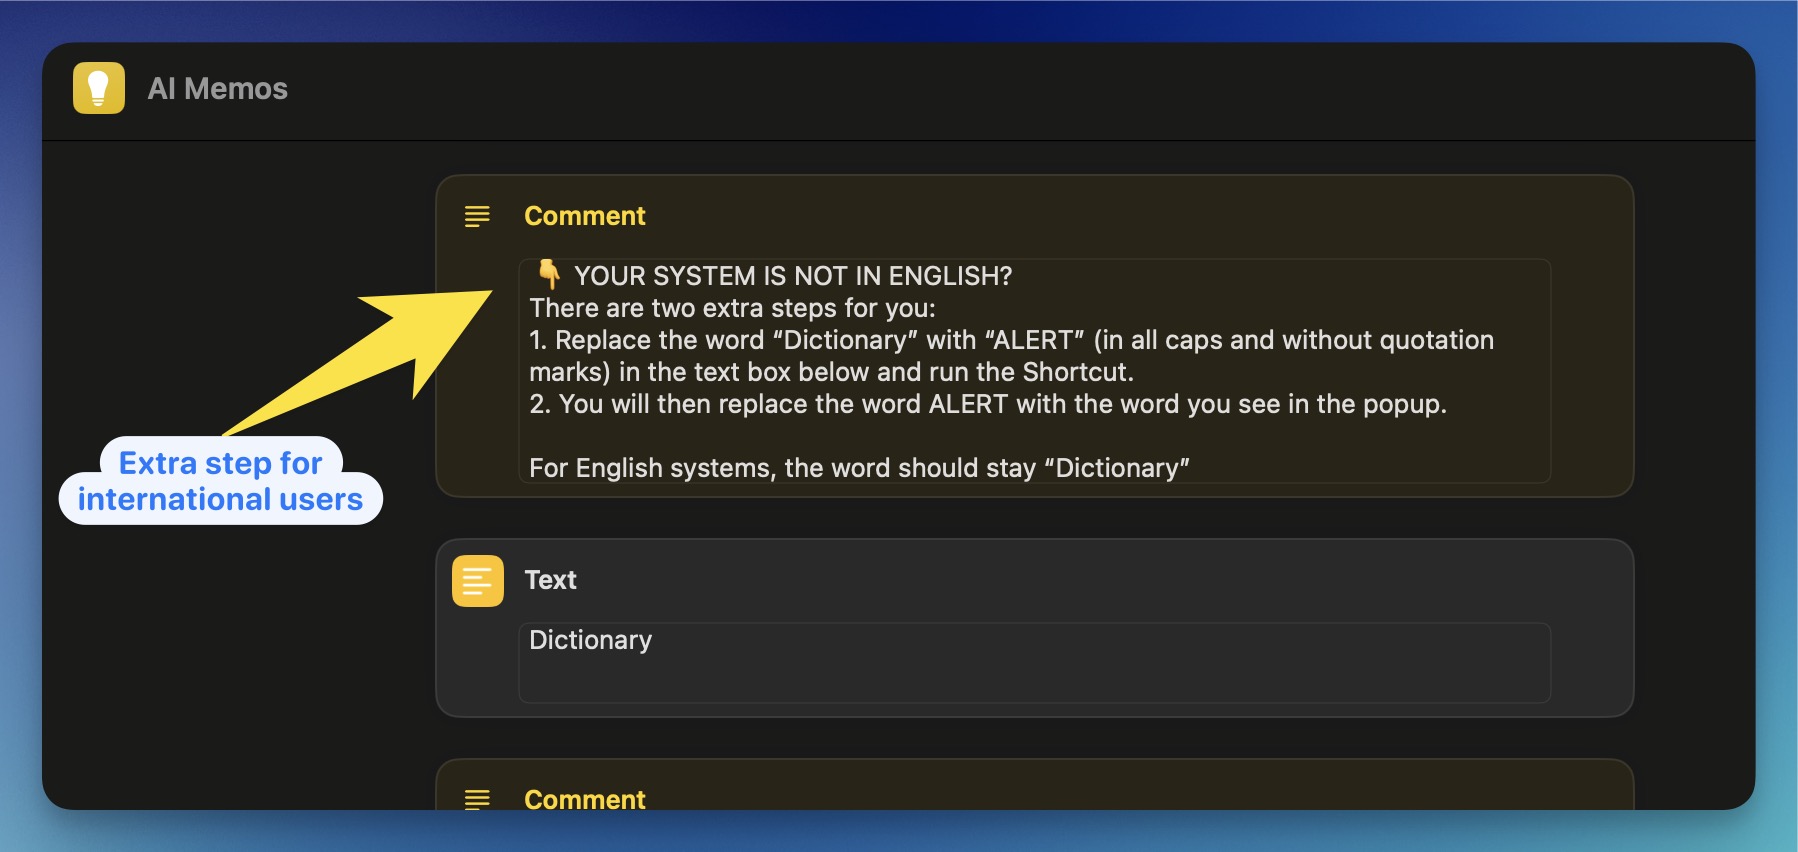 AI Memos
Comment
👇 YOUR SYSTEM IS NOT IN ENGLISH?
There are two extra steps for you:
1. Replace the word “Dictionary” with “ALERT” (in all caps and without quotation
marks) in the text box below and run the Shortcut.
2. You will then replace the word ALERT with the word you see in the popup.
For English systems, the word should stay “Dictionary”
Extra step for
international users
Text
Dictionary
Comment